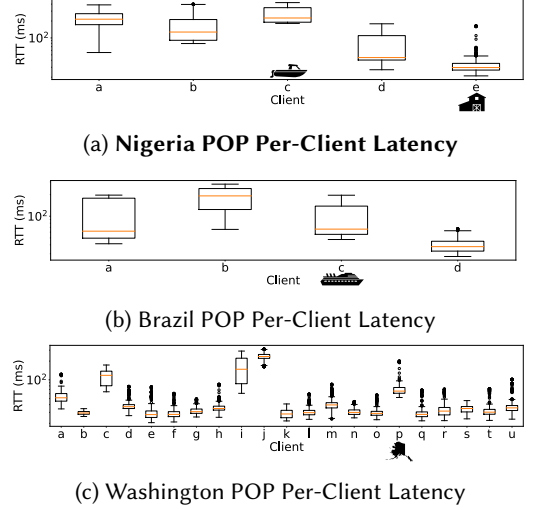 RTT (ms)
10²
a b c d e
Client
(a) Nigeria POP Per-Client Latency
RTT (ms)
10²
a b c d
Client
(b) Brazil POP Per-Client Latency
RTT (ms)
10²
a b c d e f g h i j k l m n o p q r s t u
Client
(c) Washington POP Per-Client Latency